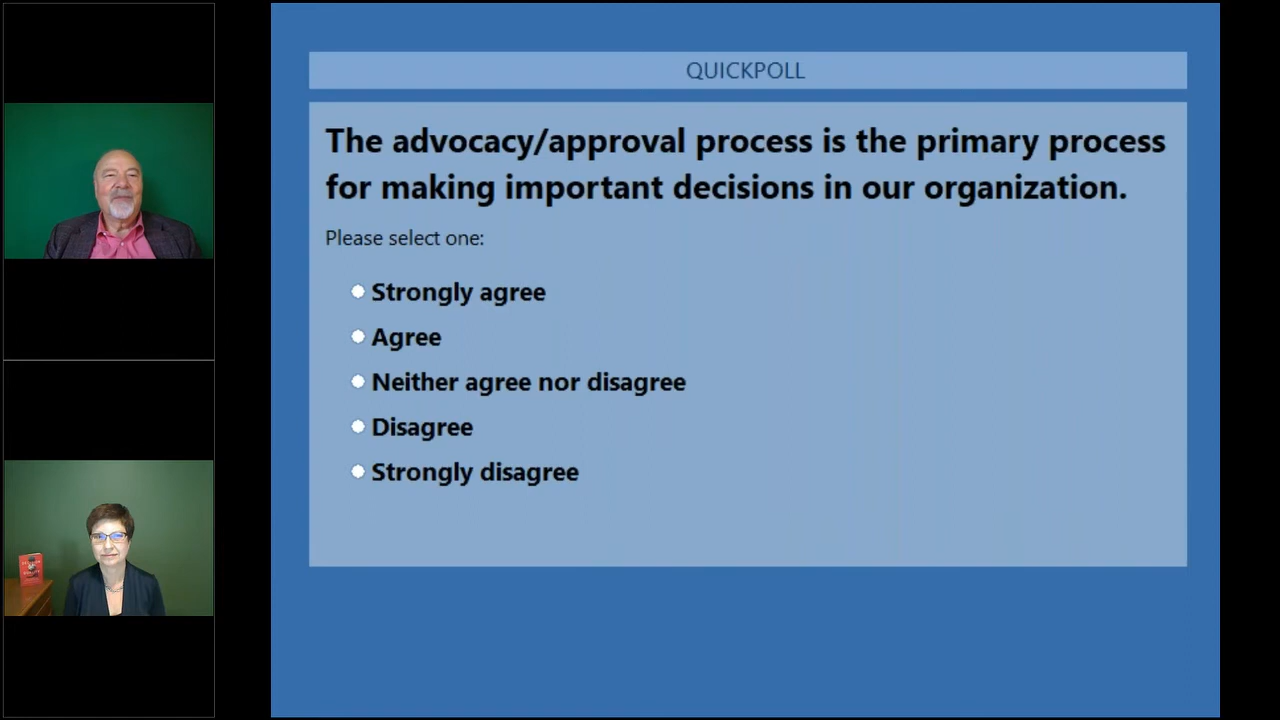 QUICKPOLL
The advocacy/approval process is the primary process
for making important decisions in our organization.
Please select one:
Strongly agree
Agree
Neither agree nor disagree
Disagree
Strongly disagree